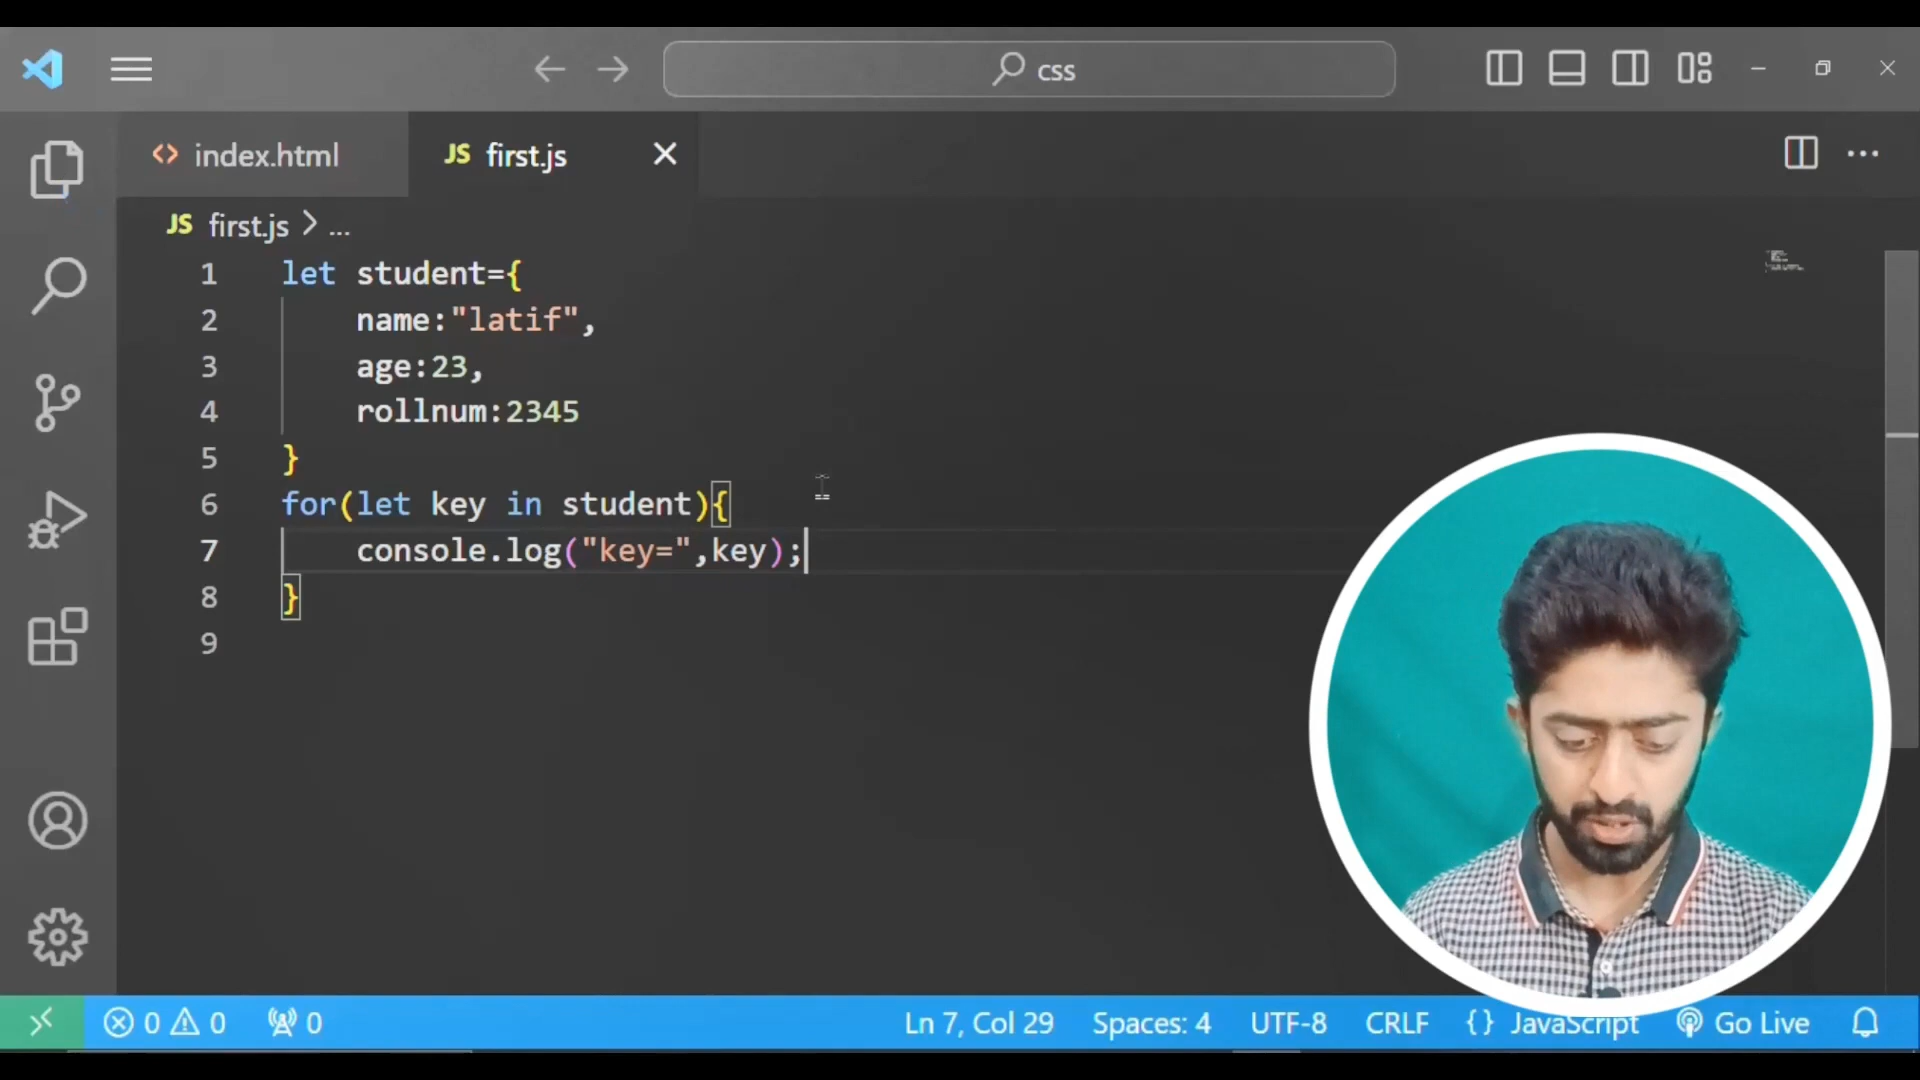 css
index.html
JS first.js
JS first.js > ...
1 let student={
2 name:"latif",
3 age:23,
4 rollnum:2345
5 }
6 for(let key in student){
7 console.log("key=",key);
8 }
9
0 0 0 Ln 7, Col 29 Spaces: 4 UTF-8 CRLF {} JavaScript Go Live